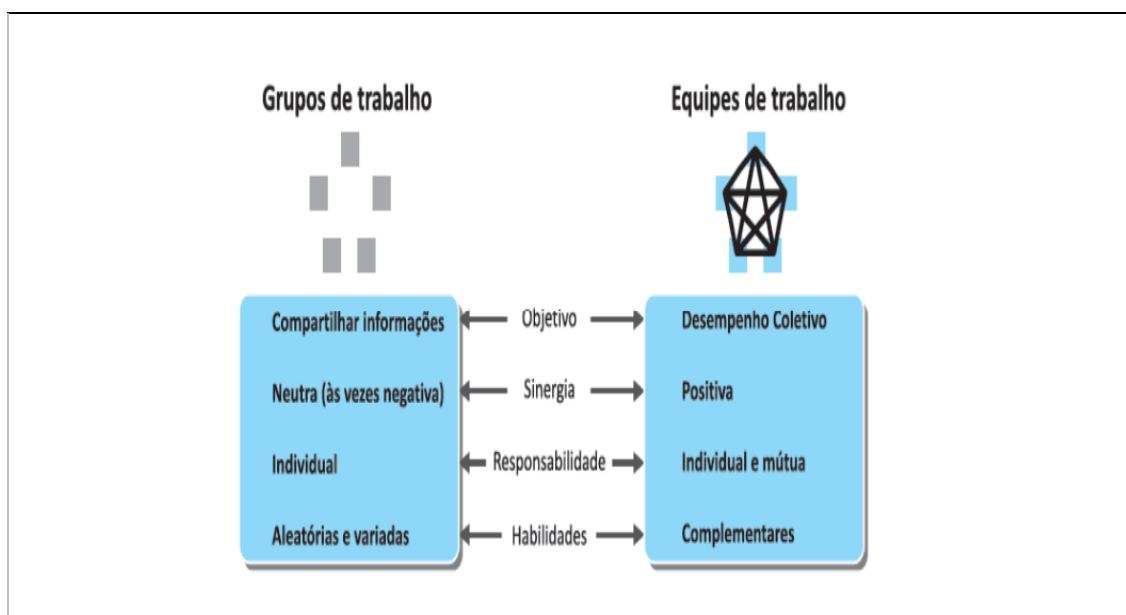 Grupos de trabalho
Equipes de trabalho
Compartilhar informações
Objetivo
Desempenho Coletivo
Neutra (às vezes negativa)
Sinergia
Positiva
Individual
Responsabilidade
Individual e mútua
Aleatórias e variadas
Habilidades
Complementares